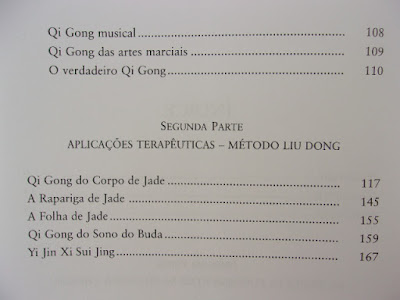 Qi Gong musical 108
Qi Gong das artes marciais 109
O verdadeiro Qi Gong 110
SEGUNDA PARTE
APLICAÇÕES TERAPÊUTICAS – MÉTODO LIU DONG
Qi Gong do Corpo de Jade 117
A Rapariga de Jade 145
A Folha de Jade 155
Qi Gong do Sono do Buda 159
Yi Jin Xi Sui Jing 167